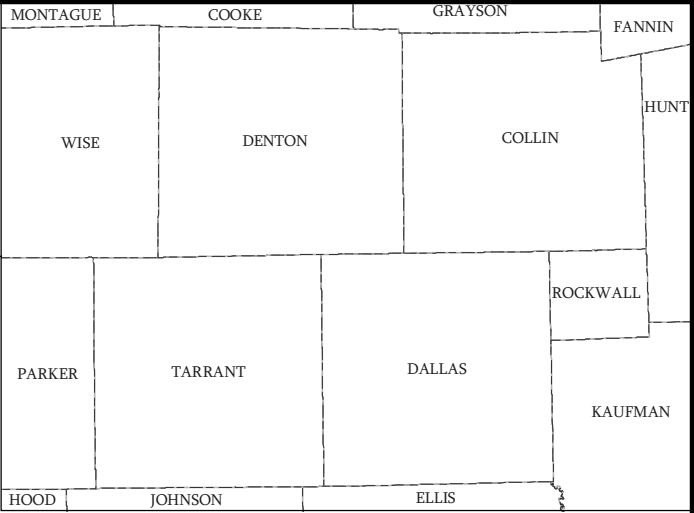 MONTAGUE
COOKE
GRAYSON
FANNIN
HUNT
WISE
DENTON
COLLIN
ROCKWALL
PARKER
TARRANT
DALLAS
KAUFMAN
HOOD
JOHNSON
ELLIS